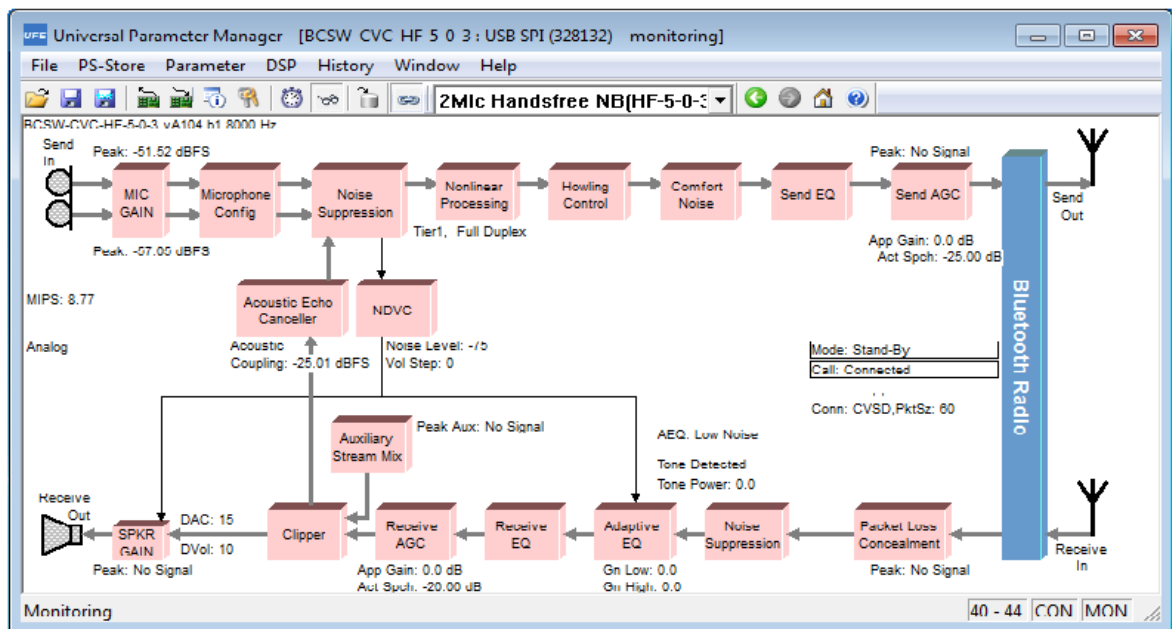 UFE Universal Parameter Manager [BCSW_CVC_HF_5_0_3 : USB SPI (328132) monitoring]
File PS-Store Parameter DSP History Window Help
2Mic Handsfree NB(HF-5-0-3
BCSW-CVC-HF-5-0-3 vA104 b1 8000 Hz
Send
In
Peak: -51.52 dBFS
Peak: No Signal
MIC
GAIN
Microphone
Config
Noise
Suppression
Nonlinear
Processing
Howling
Control
Comfort
Noise
Send EQ
Send AGC
Send
Out
Tier1, Full Duplex
Peak: -57.05 dBFS
App Gain: 0.0 dB
Act Spch: -25.00 dB
MIPS: 8.77
Acoustic Echo
Canceller
NDVC
Bluetooth Radio
Analog
Acoustic
Coupling: -25.01 dBFS
Noise Level: -75
Vol Step: 0
Mode: Stand-By
Call: Connected
Conn: CVSD,PktSz: 60
Auxiliary
Stream Mix
Peak Aux: No Signal
AEQ: Low Noise
Tone Detected
Tone Power: 0.0
Receive
Out
SPKR
GAIN
DAC: 15
DVol: 10
Clipper
Receive
AGC
Receive
EQ
Adaptive
EQ
Noise
Suppression
Packet Loss
Concealment
Receive
In
Peak: No Signal
App Gain: 0.0 dB
Act Spch: -20.00 dB
Gn Low: 0.0
Gn High: 0.0
Peak: No Signal
Monitoring
40 - 44 CON MON